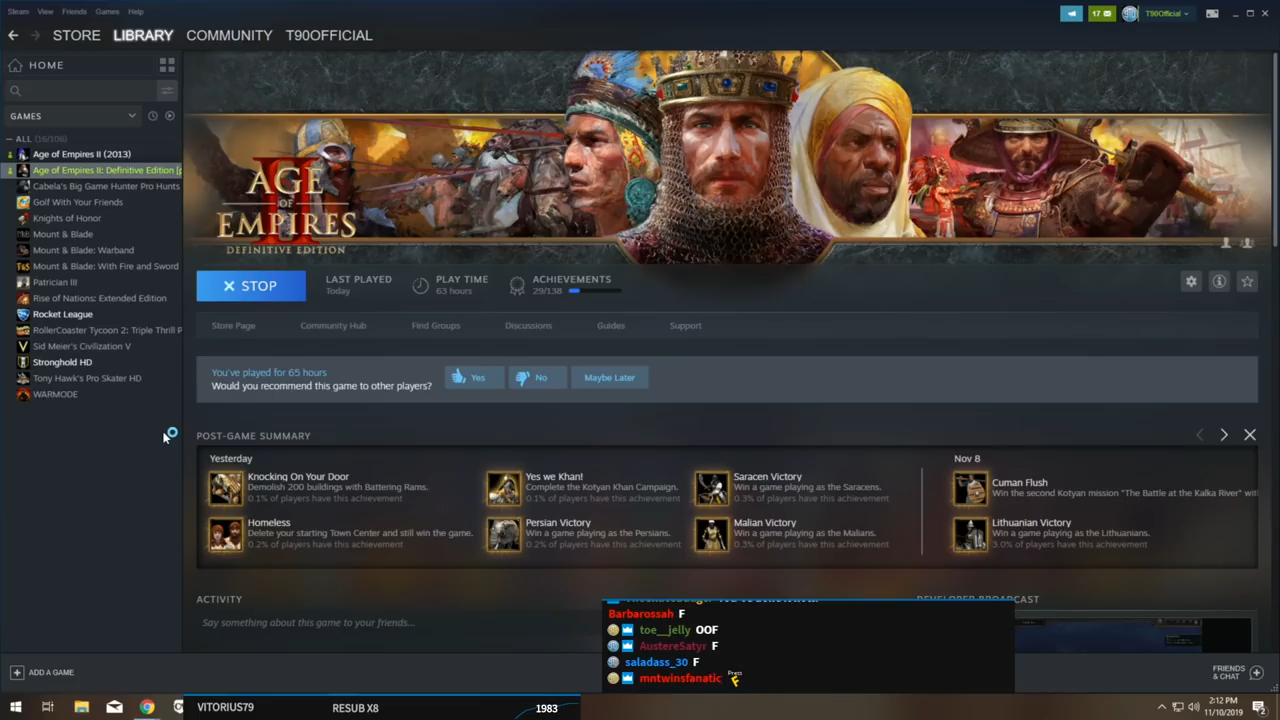 Steam View Friends Games Help
17
T90Official
STORE LIBRARY COMMUNITY T90OFFICIAL
HOME
GAMES
ALL (16/106)
Age of Empires II (2013)
Age of Empires II: Definitive Edition [p
Cabela's Big Game Hunter Pro Hunts
Golf With Your Friends
Knights of Honor
Mount & Blade
Mount & Blade: Warband
Mount & Blade: With Fire and Sword
Patrician III
Rise of Nations: Extended Edition
Rocket League
RollerCoaster Tycoon 2: Triple Thrill P
Sid Meier's Civilization V
Stronghold HD
Tony Hawk's Pro Skater HD
WARMODE
II
AGE
OF
EMPIRES
DEFINITIVE EDITION
STOP
LAST PLAYED
Today
PLAY TIME
63 hours
ACHIEVEMENTS
29/138
Store Page Community Hub Find Groups Discussions Guides Support
You've played for 65 hours
Would you recommend this game to other players?
Yes No Maybe Later
POST-GAME SUMMARY
Yesterday
Knocking On Your Door
Demolish 200 buildings with Battering Rams.
0.1% of players have this achievement
Yes we Khan!
Complete the Kotyan Khan Campaign.
0.1% of players have this achievement
Saracen Victory
Win a game playing as the Saracens.
0.3% of players have this achievement
Homeless
Delete your starting Town Center and still win the game.
0.2% of players have this achievement
Persian Victory
Win a game playing as the Persians.
0.2% of players have this achievement
Malian Victory
Win a game playing as the Malians.
0.3% of players have this achievement
Nov 8
Cuman Flush
Win the second Kotyan mission "The Battle at the Kalka River" wit
Lithuanian Victory
Win a game playing as the Lithuanians.
3.0% of players have this achievement
ACTIVITY
Say something about this game to your friends...
Barbarossah F
toe__jelly OOF
AustereSatyr F
saladass_30 F
mntwinsfanatic Press F
ADD A GAME
FRIENDS
& CHAT
VITORIUS79 RESUB X8 1983
2:12 PM
11/10/2019
2